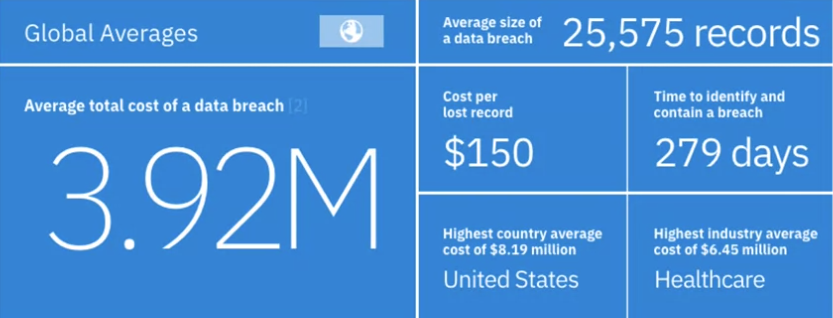 Global Averages
Average size of
a data breach
25,575 records
Average total cost of a data breach [2]
3.92M
Cost per
lost record
$150
Time to identify and
contain a breach
279 days
Highest country average
cost of $8.19 million
United States
Highest industry average
cost of $6.45 million
Healthcare